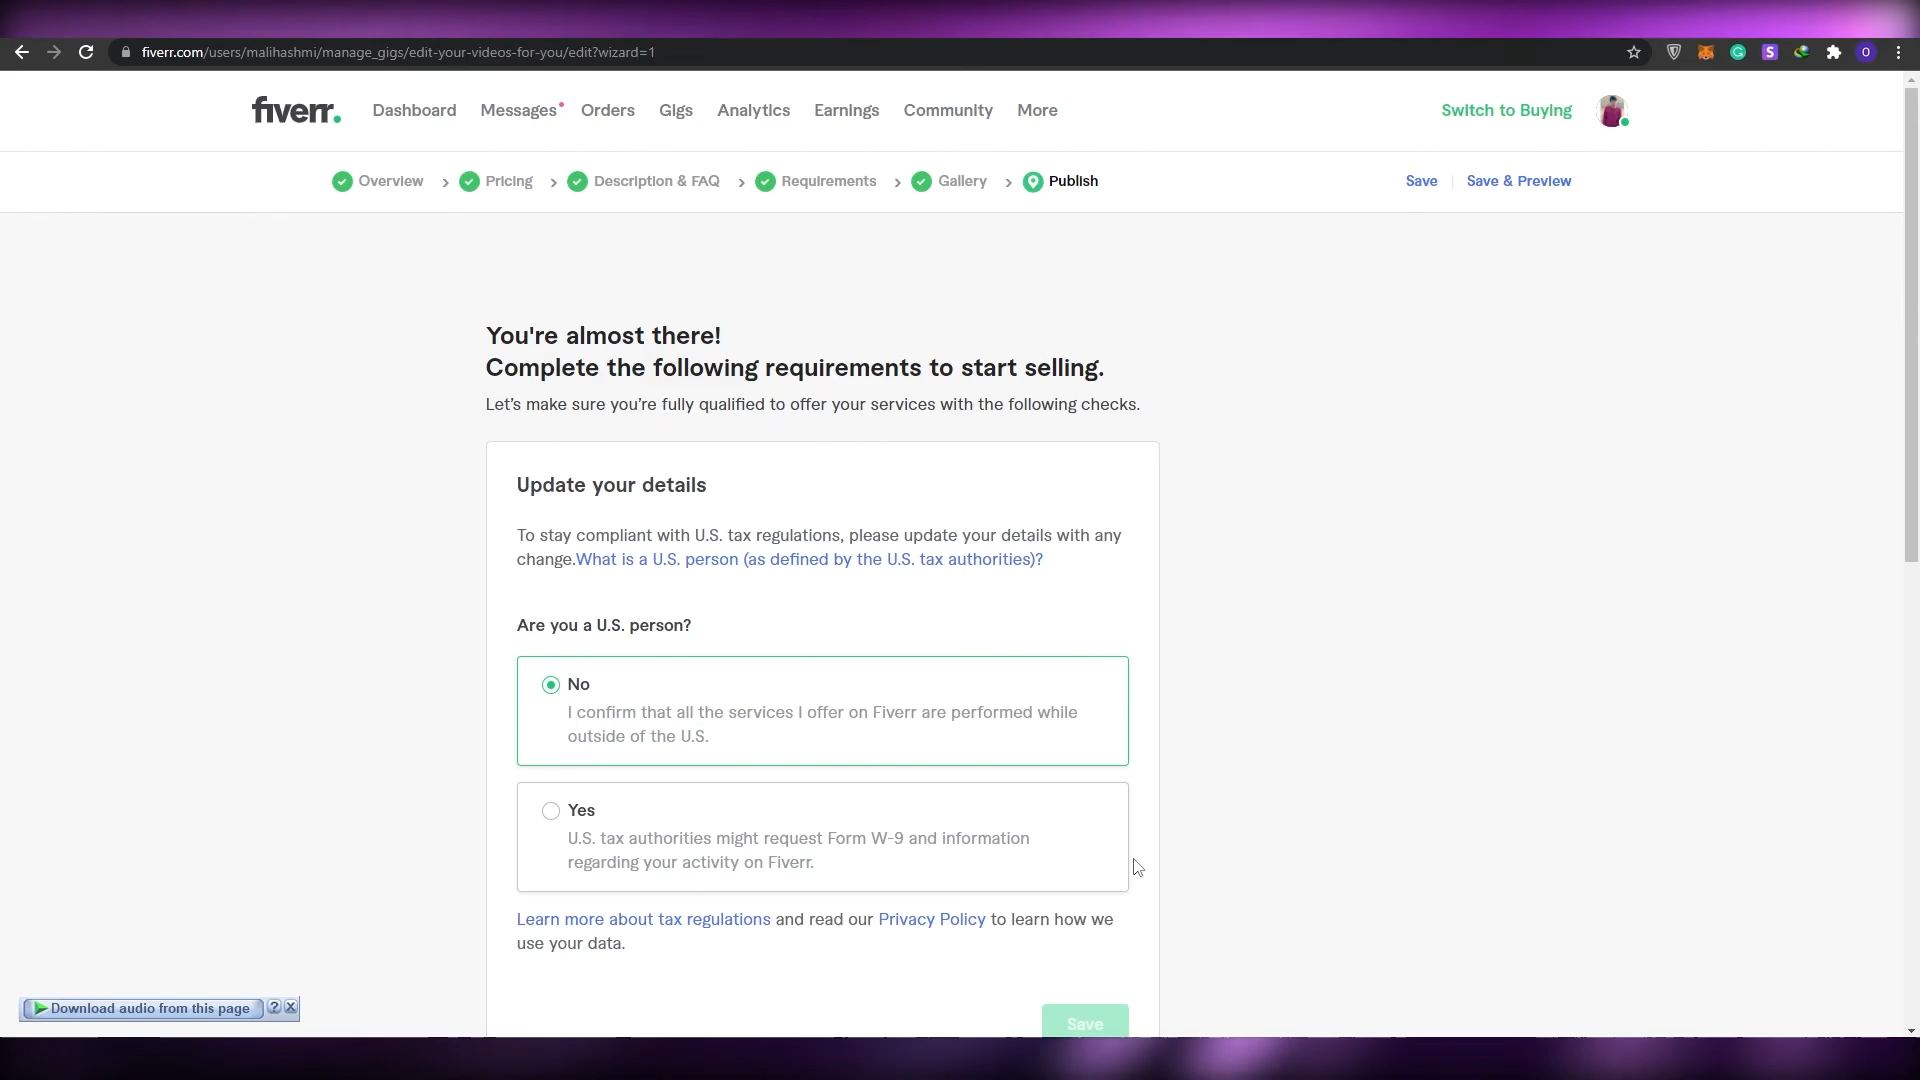 fiverr.com/users/malihashmi/manage_gigs/edit-your-videos-for-you/edit?wizard=1
S
O
fiverr. Dashboard Messages Orders Gigs Analytics Earnings Community More Switch to Buying
Overview > Pricing > Description & FAQ > Requirements > Gallery > Publish Save Save & Preview
You're almost there!
Complete the following requirements to start selling.
Let's make sure you're fully qualified to offer your services with the following checks.
Update your details
To stay compliant with U.S. tax regulations, please update your details with any
change.What is a U.S. person (as defined by the U.S. tax authorities)?
Are you a U.S. person?
No
I confirm that all the services I offer on Fiverr are performed while
outside of the U.S.
Yes
U.S. tax authorities might request Form W-9 and information
regarding your activity on Fiverr.
Learn more about tax regulations and read our Privacy Policy to learn how we
use your data.
Download audio from this page ? X
Save